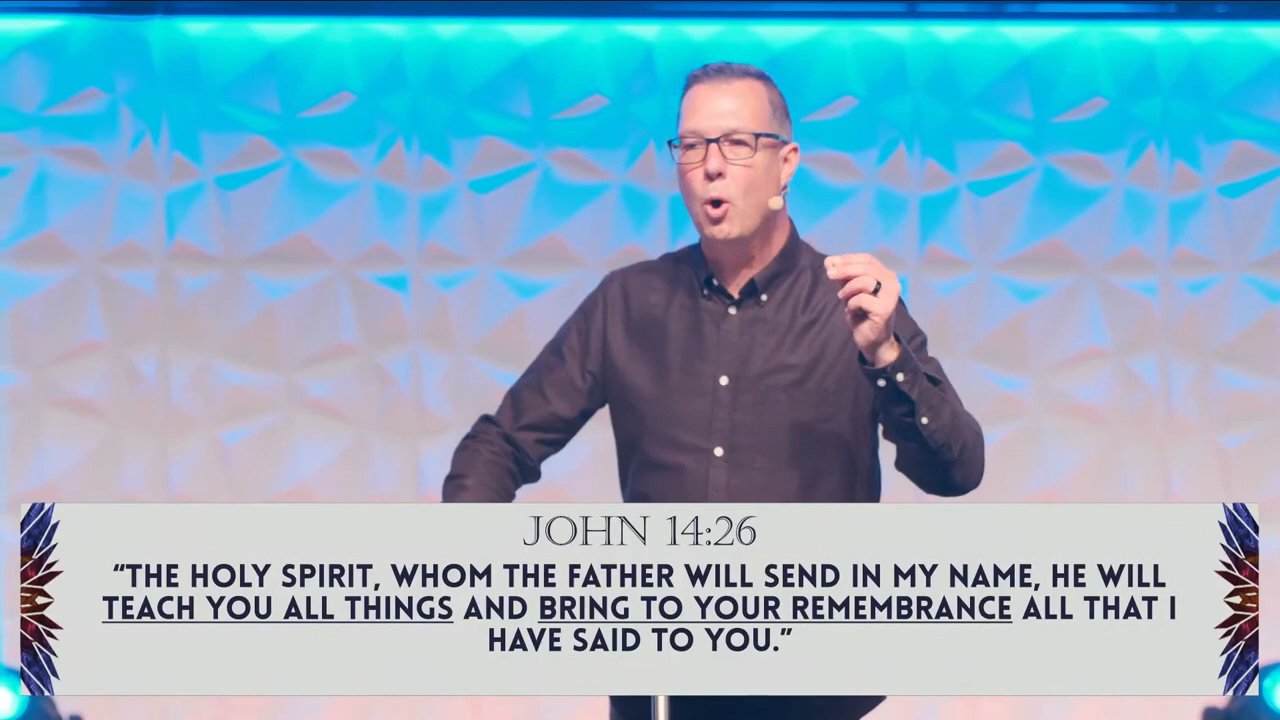 JOHN 14:26
“THE HOLY SPIRIT, WHOM THE FATHER WILL SEND IN MY NAME, HE WILL
TEACH YOU ALL THINGS AND BRING TO YOUR REMEMBRANCE ALL THAT I
HAVE SAID TO YOU.”